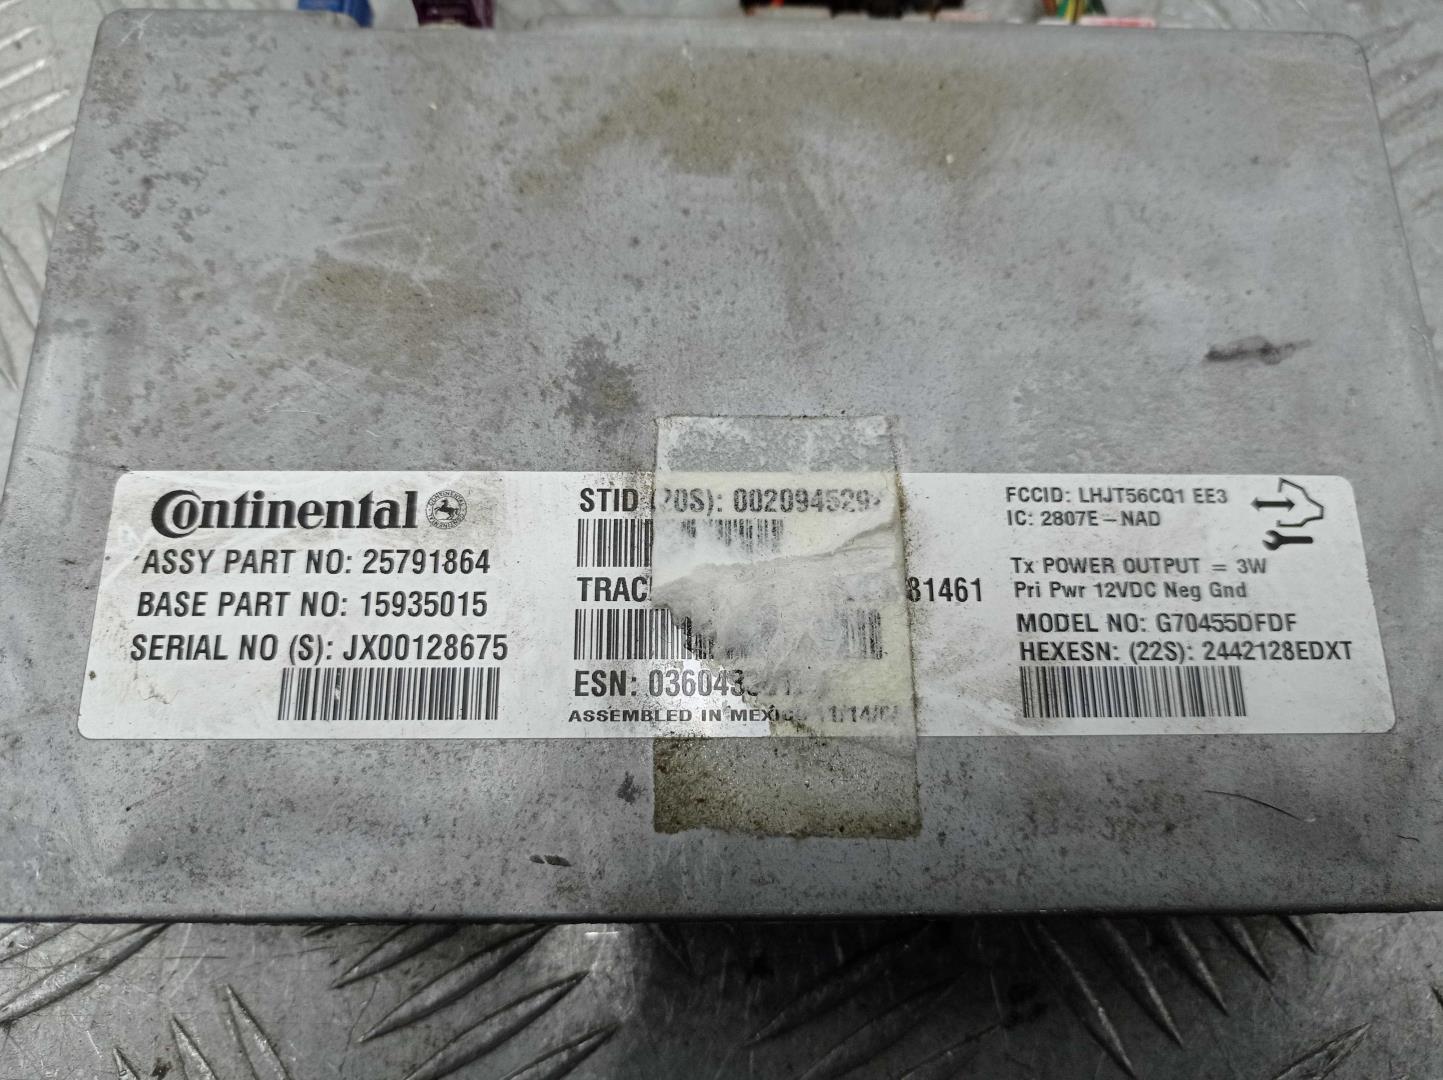 Continental
ASSY PART NO: 25791864
BASE PART NO: 15935015
SERIAL NO (S): JX00128675
STID
TRAC 81461
ESN:
ASSEMBLED IN MEXICO
FCCID: LHJT56CQ1 EE3
IC: 2807E-NAD
Tx POWER OUTPUT = 3W
Pri Pwr 12VDC Neg Gnd
MODEL NO: G70455DFDF
HEXESN: (22S): 2442128EDXT